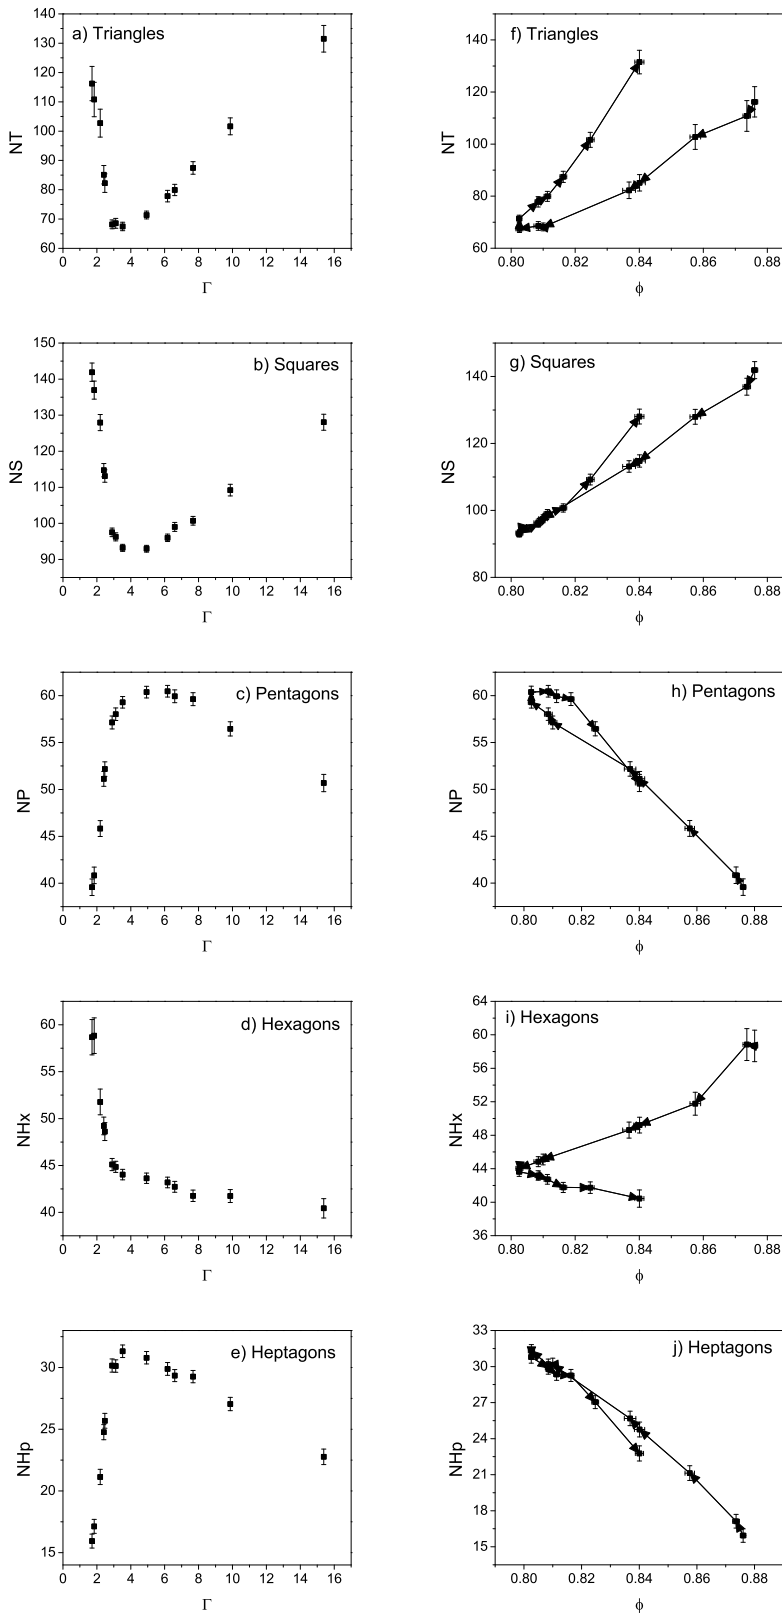 a) Triangles
NT
140
130
120
110
100
90
80
70
60
0 2 4 6 8 10 12 14 16
Γ
f) Triangles
NT
140
120
100
80
60
0.80 0.82 0.84 0.86 0.88
ϕ
b) Squares
NS
150
140
130
120
110
100
90
0 2 4 6 8 10 12 14 16
Γ
g) Squares
NS
140
120
100
80
0.80 0.82 0.84 0.86 0.88
ϕ
c) Pentagons
NP
60
55
50
45
40
0 2 4 6 8 10 12 14 16
Γ
h) Pentagons
NP
60
55
50
45
40
0.80 0.82 0.84 0.86 0.88
ϕ
d) Hexagons
NHx
60
55
50
45
40
0 2 4 6 8 10 12 14 16
Γ
i) Hexagons
NHx
64
60
56
52
48
44
40
36
0.80 0.82 0.84 0.86 0.88
ϕ
e) Heptagons
NHp
30
25
20
15
0 2 4 6 8 10 12 14 16
Γ
j) Heptagons
NHp
33
30
27
24
21
18
15
0.80 0.82 0.84 0.86 0.88
ϕ